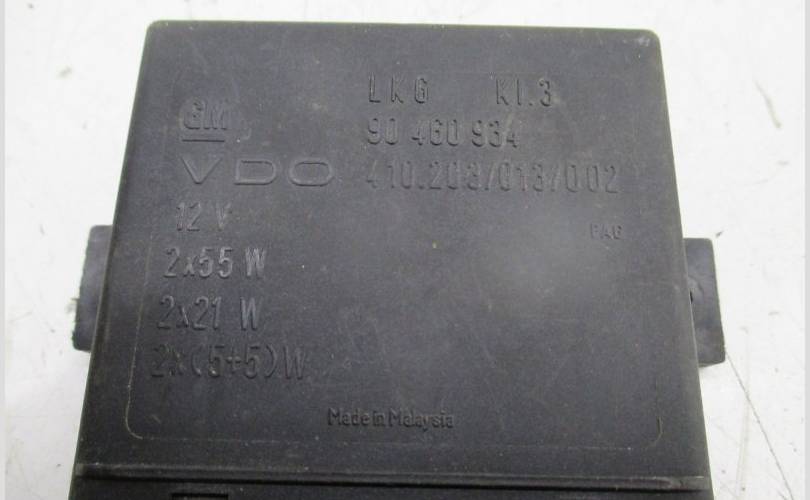 LKG Kl.3
GM 90 460 934
VDO 410.203/013/002
12 V
PAG
2x55 W
2x21 W
2x(5+5)W
Made in Malaysia